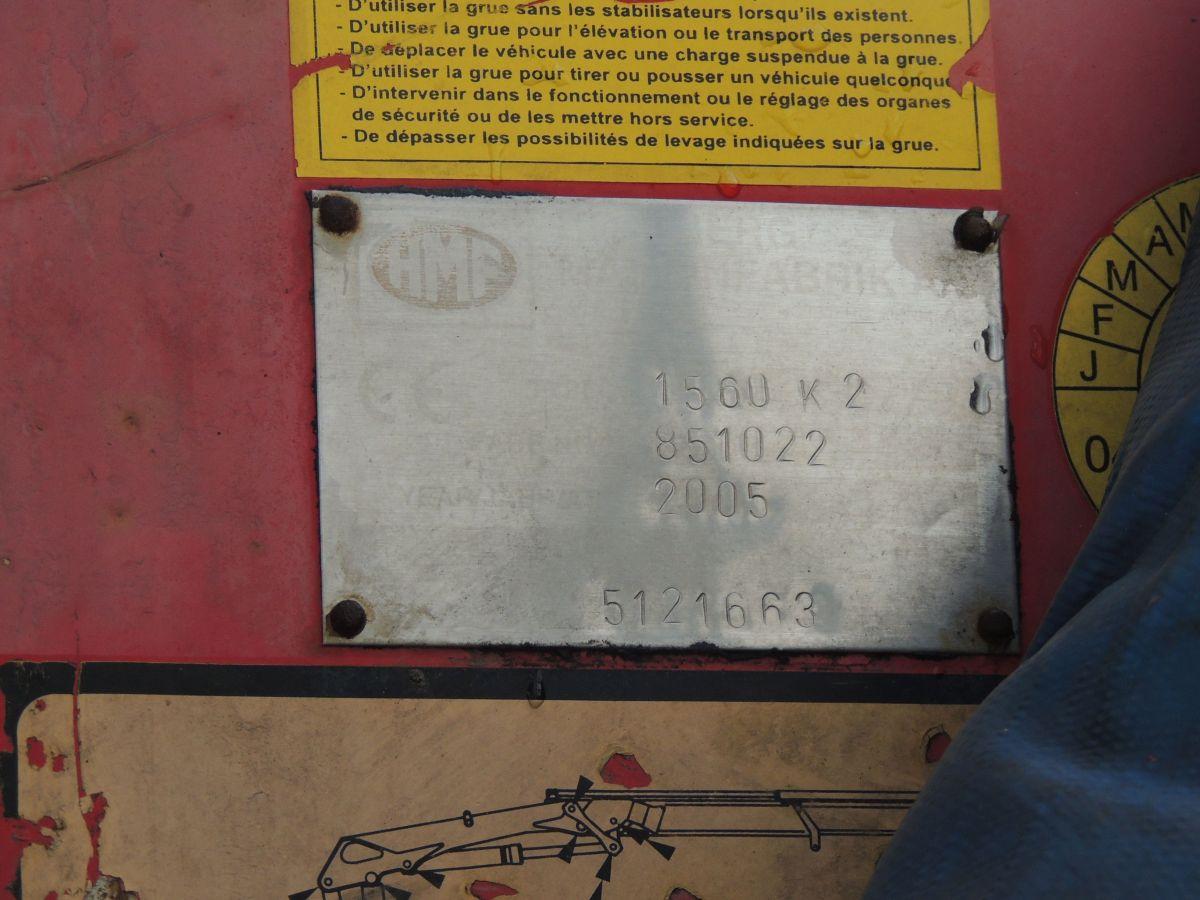 - D'utiliser la grue sans les stabilisateurs lorsqu'ils existent.
- D'utiliser la grue pour l'élévation ou le transport des personnes.
- De déplacer le véhicule avec une charge suspendue à la grue.
- D'utiliser la grue pour tirer ou pousser un véhicule quelconque
- D'intervenir dans le fonctionnement ou le réglage des organes
de sécurité ou de les mettre hors service.
- De dépasser les possibilités de levage indiquées sur la grue.
HMF
CE
1560 K 2
851022
2005
5121663
J
F
M
A
M